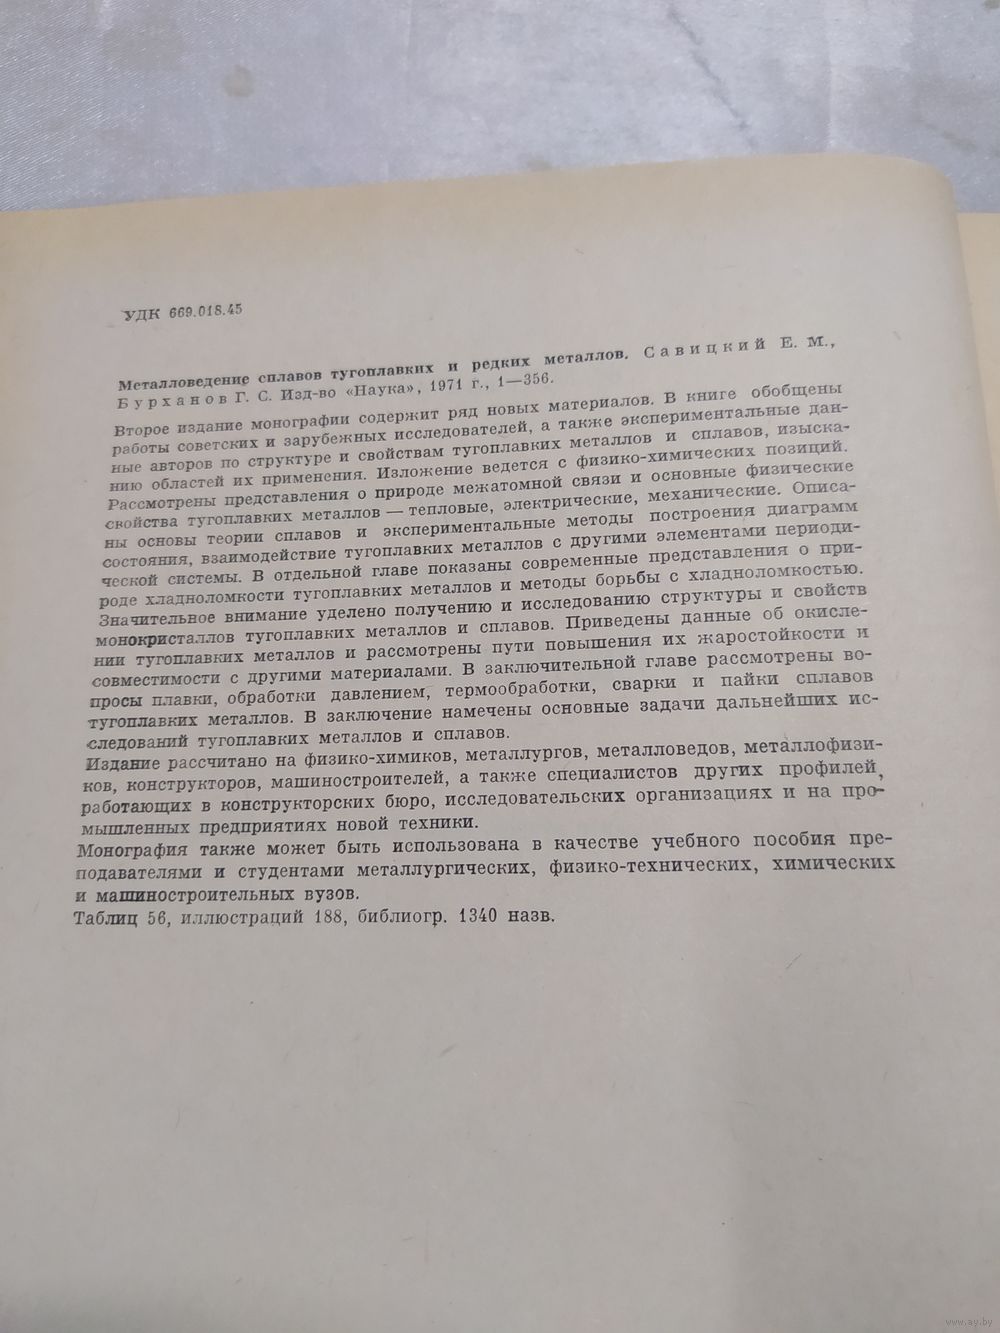 УДК 669.018.45
Металловедение сплавов тугоплавких и редких металлов. Савицкий Е. М.,
Бурханов Г. С. Изд-во «Наука», 1971 г., 1—356.
Второе издание монографии содержит ряд новых материалов. В книге обобщены
работы советских и зарубежных исследователей, а также экспериментальные дан-
ные авторов по структуре и свойствам тугоплавких металлов и сплавов, изыска-
нию областей их применения. Изложение ведется с физико-химических позиций.
Рассмотрены представления о природе межатомной связи и основные физические
свойства тугоплавких металлов — тепловые, электрические, механические. Описа-
ны основы теории сплавов и экспериментальные методы построения диаграмм
состояния, взаимодействие тугоплавких металлов с другими элементами периоди-
ческой системы. В отдельной главе показаны современные представления о при-
роде хладноломкости тугоплавких металлов и методы борьбы с хладноломкостью.
Значительное внимание уделено получению и исследованию структуры и свойств
монокристаллов тугоплавких металлов и сплавов. Приведены данные об окисле-
нии тугоплавких металлов и рассмотрены пути повышения их жаростойкости и
совместимости с другими материалами. В заключительной главе рассмотрены во-
просы плавки, обработки давлением, термообработки, сварки и пайки сплавов
тугоплавких металлов. В заключение намечены основные задачи дальнейших ис-
следований тугоплавких металлов и сплавов.
Издание рассчитано на физико-химиков, металлургов, металловедов, металлофизи-
ков, конструкторов, машиностроителей, а также специалистов других профилей,
работающих в конструкторских бюро, исследовательских организациях и на про-
мышленных предприятиях новой техники.
Монография также может быть использована в качестве учебного пособия пре-
подавателями и студентами металлургических, физико-технических, химических
и машиностроительных вузов.
Таблиц 56, иллюстраций 188, библиогр. 1340 назв.
www.ay.by